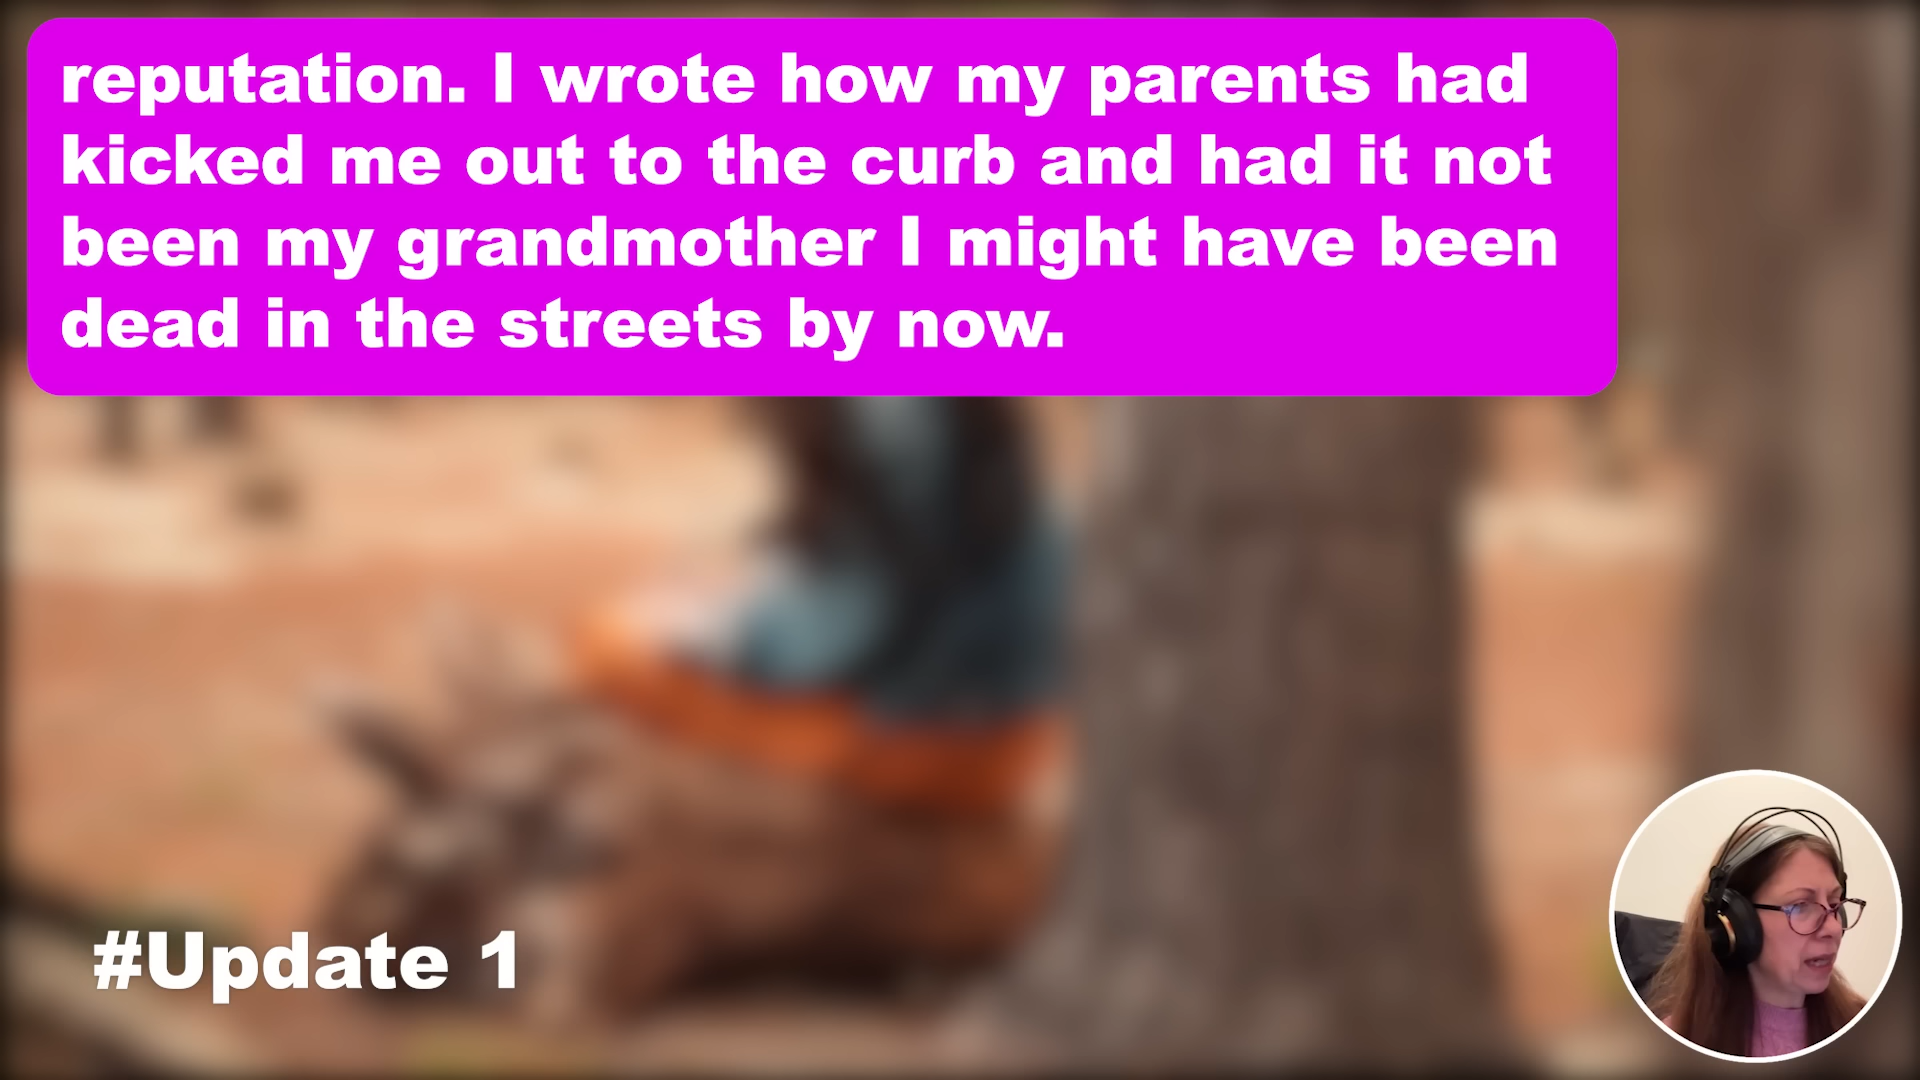 reputation. I wrote how my parents had
kicked me out to the curb and had it not
been my grandmother I might have been
dead in the streets by now.
#Update 1